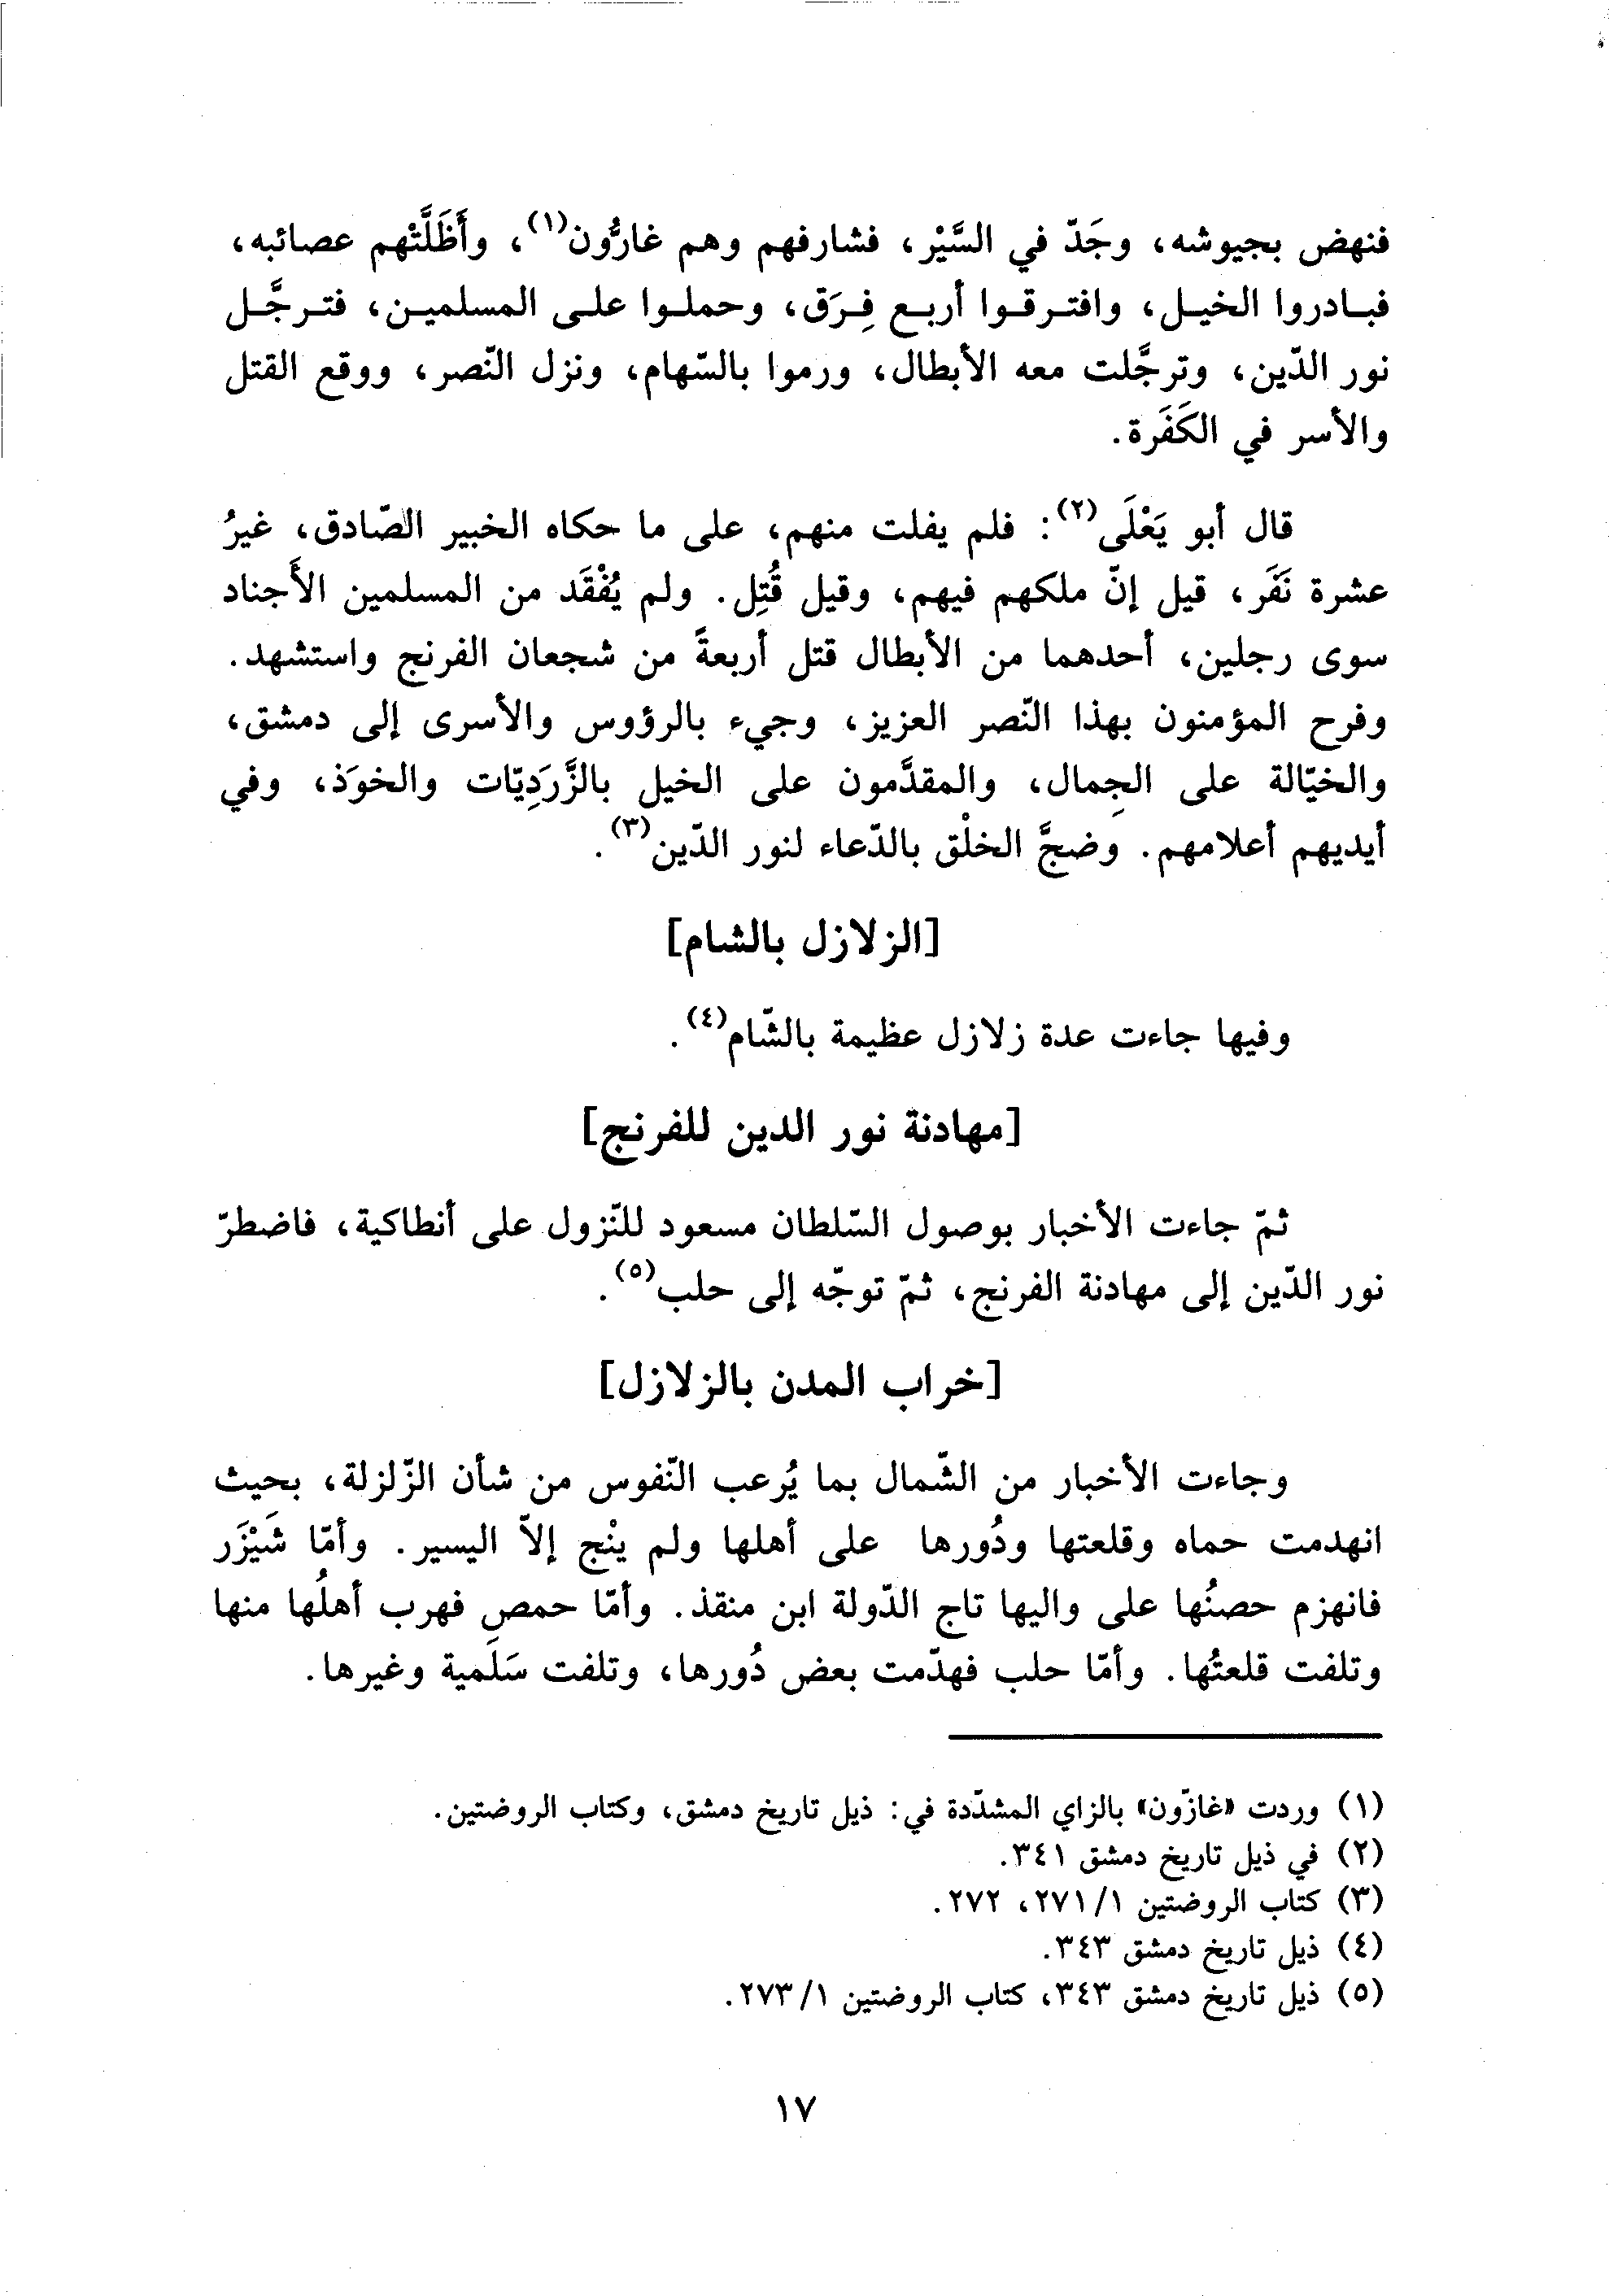 فنهض بجيوشه، وجَدّ في السَّيْر، فشارفهم وهم غارُّون(١)، وأَظَلَّتْهم عصائبه،
فبادروا الخيل، وافترقوا أربع فِرَق، وحملوا على المسلمين، فترجَّل
نور الدّين، وترجَّلت معه الأبطال، ورموا بالسّهام، ونزل النّصر، ووقع القتل
والأسر في الكَفَرة.
قال أبو يَعْلَى(٢): فلم يفلت منهم، على ما حكاه الخبير الصّادق، غيرُ
عشرة نَفَر، قيل إنّ ملكهم فيهم، وقيل قُتِل. ولم يُفْقَد من المسلمين الأَجناد
سوى رجلين، أحدهما من الأبطال قتل أربعةً من شجعان الفرنج واستشهد.
وفرح المؤمنون بهذا النّصر العزيز، وجيء بالرؤوس والأسرى إلى دمشق،
والخيّالة على الجِمال، والمقدَّمون على الخيل بالزَّرَدِيّات والخوَذ، وفي
أيديهم أعلامهم. وضجَّ الخلْق بالدّعاء لنور الدّين(٣).
[الزلازل بالشام]
وفيها جاءت عدة زلازل عظيمة بالشّام(٤).
[مهادنة نور الدين للفرنج]
ثمّ جاءت الأخبار بوصول السّلطان مسعود للنّزول على أنطاكية، فاضطرّ
نور الدّين إلى مهادنة الفرنج، ثمّ توجّه إلى حلب(٥).
[خراب المدن بالزلازل]
وجاءت الأخبار من الشّمال بما يُرعب النّفوس من شأن الزّلزلة، بحيث
انهدمت حماه وقلعتها ودُورها على أهلها ولم ينْج إلاّ اليسير. وأمّا شَيْزَر
فانهزم حصنُها على واليها تاج الدّولة ابن منقذ. وأمّا حمص فهرب أهلُها منها
وتلفت قلعتُها. وأمّا حلب فهدّمت بعض دُورها، وتلفت سَلَمِية وغيرها.
(١) وردت «غازّون» بالزاي المشدّدة في: ذيل تاريخ دمشق، وكتاب الروضتين.
(٢) في ذيل تاريخ دمشق ٣٤١.
(٣) كتاب الروضتين ٢٧١/١، ٢٧٢.
(٤) ذيل تاريخ دمشق ٣٤٣.
(٥) ذيل تاريخ دمشق ٣٤٣، كتاب الروضتين ٢٧٣/١.
١٧